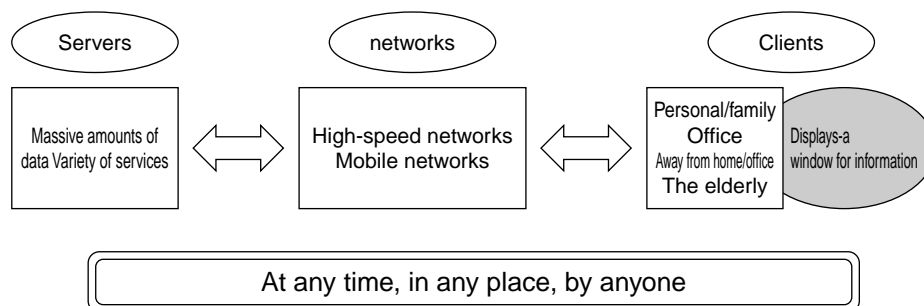 Servers
networks
Clients
Massive amounts of
data Variety of services
High-speed networks
Mobile networks
Personal/family
Office
Away from home/office
The elderly
Displays-a
window for information
At any time, in any place, by anyone